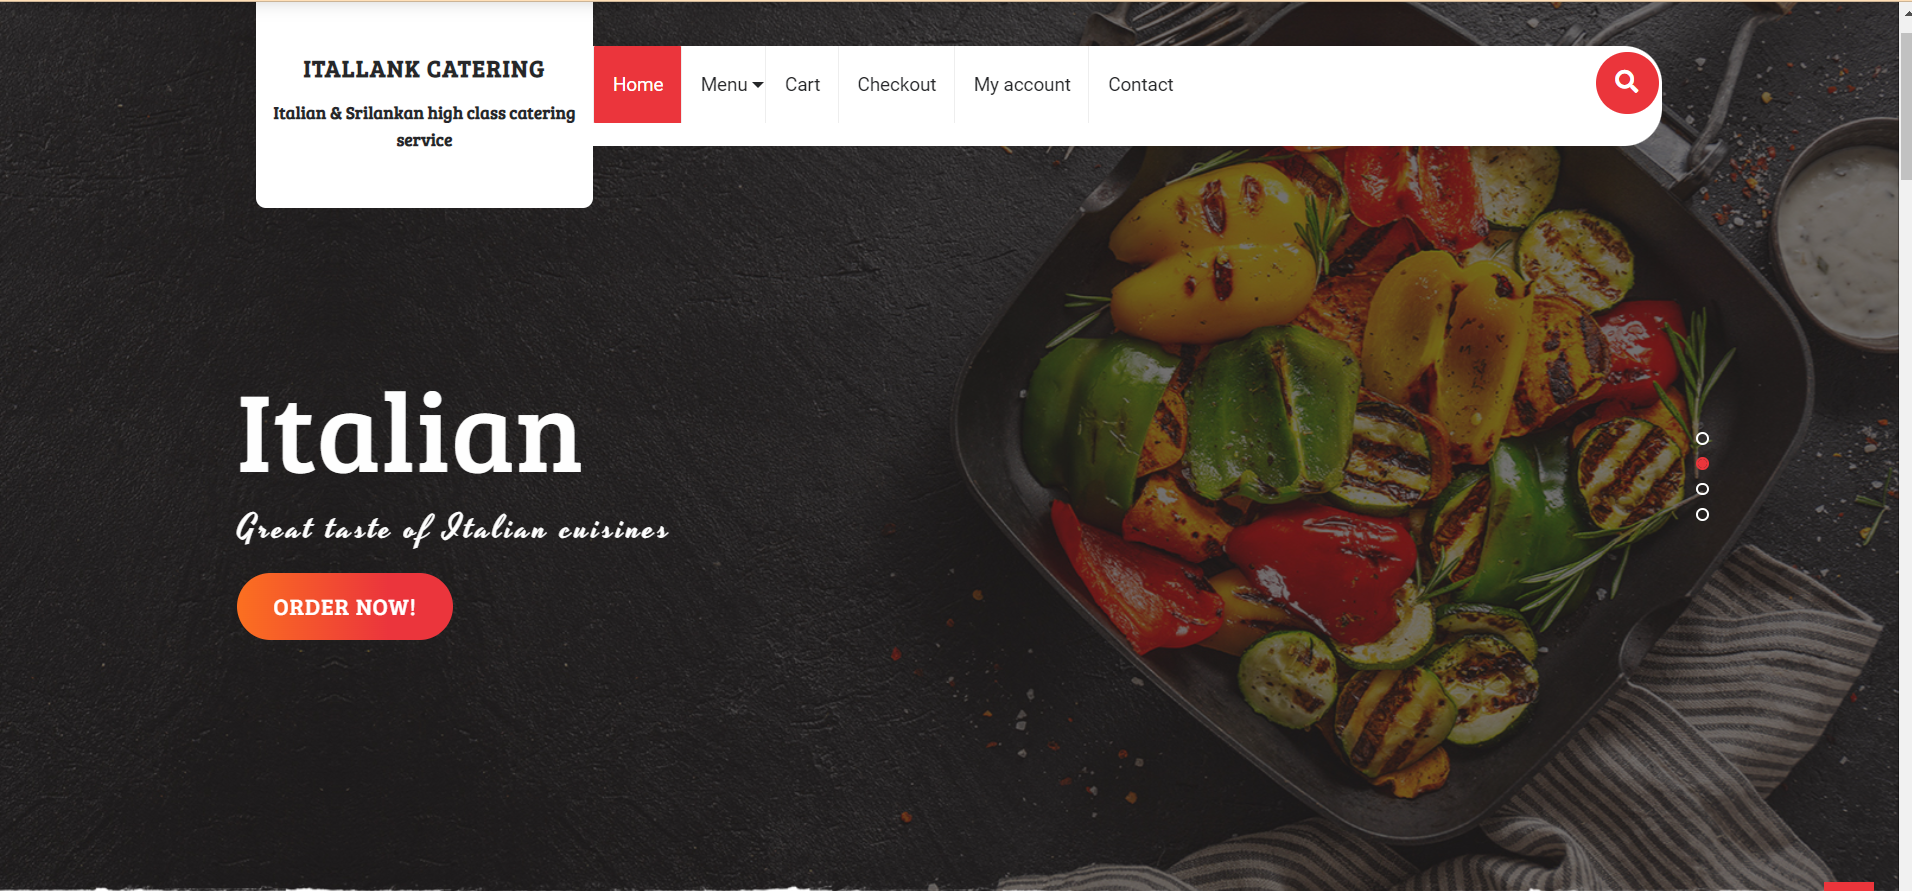 ITALLANK CATERING
Italian & Srilankan high class catering
service
Home
Menu
Cart
Checkout
My account
Contact
Italian
Great taste of Italian cuisines
ORDER NOW!